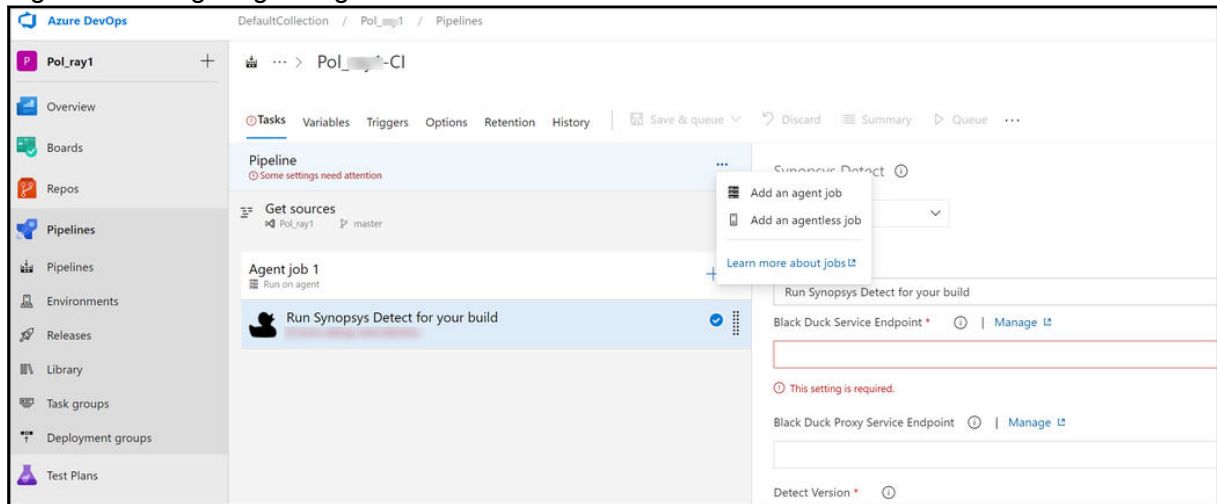 Azure DevOps
DefaultCollection / Pol_ 1 / Pipelines
P Pol_ray1
Pol_ -CI
Overview
Tasks Variables Triggers Options Retention History Save & queue Discard Summary Queue ...
Boards
Pipeline
Some settings need attention
Synopsys Detect
Repos
Add an agent job
Get sources
Pol_ray1 master
Add an agentless job
Pipelines
Learn more about jobs
Pipelines
Agent job 1
Run on agent
Run Synopsys Detect for your build
Environments
Run Synopsys Detect for your build
Black Duck Service Endpoint * | Manage
Releases
Library
This setting is required.
Task groups
Black Duck Proxy Service Endpoint | Manage
Deployment groups
Test Plans
Detect Version *